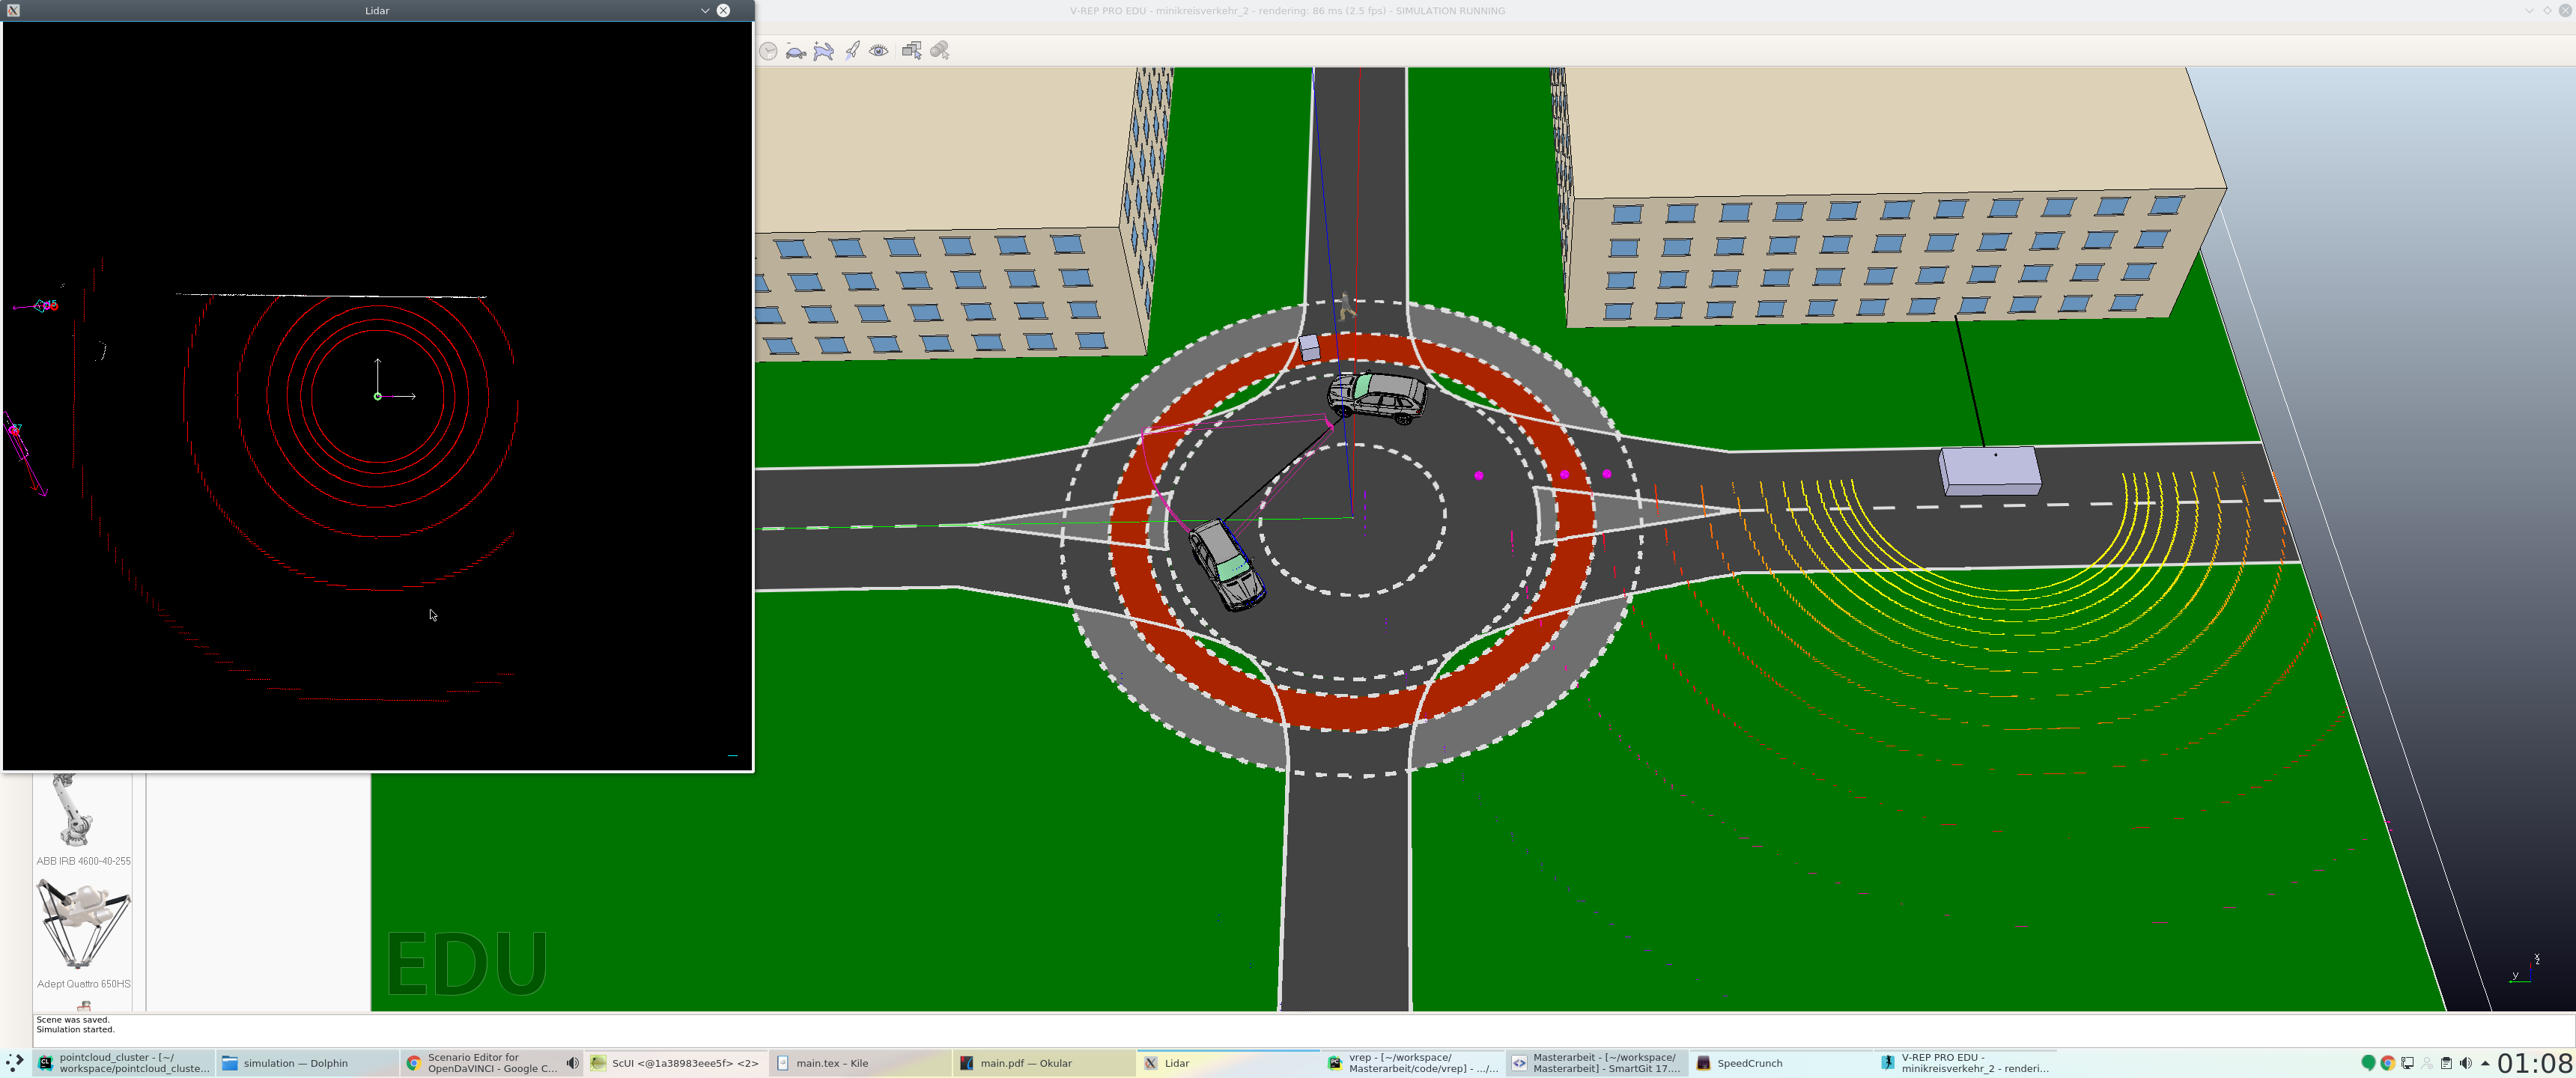 Lidar
V-REP PRO EDU - minikreisverkehr_2 - rendering: 86 ms (2.5 fps) - SIMULATION RUNNING
ABB IRB 4600-40-255
Adept Quattro 650HS
EDU
x
z
y
Scene was saved.
Simulation started.
pointcloud_cluster - [~/
workspace/pointcloud_cluste...
simulation — Dolphin
Scenario Editor for
OpenDaVINCI - Google C...
ScUI <@1a38983eee5f> <2>
main.tex – Kile
main.pdf — Okular
Lidar
vrep - [~/workspace/
Masterarbeit/code/vrep] - .../...
Masterarbeit - [~/workspace/
Masterarbeit] - SmartGit 17....
SpeedCrunch
V-REP PRO EDU -
minikreisverkehr_2 - renderi...
01:08